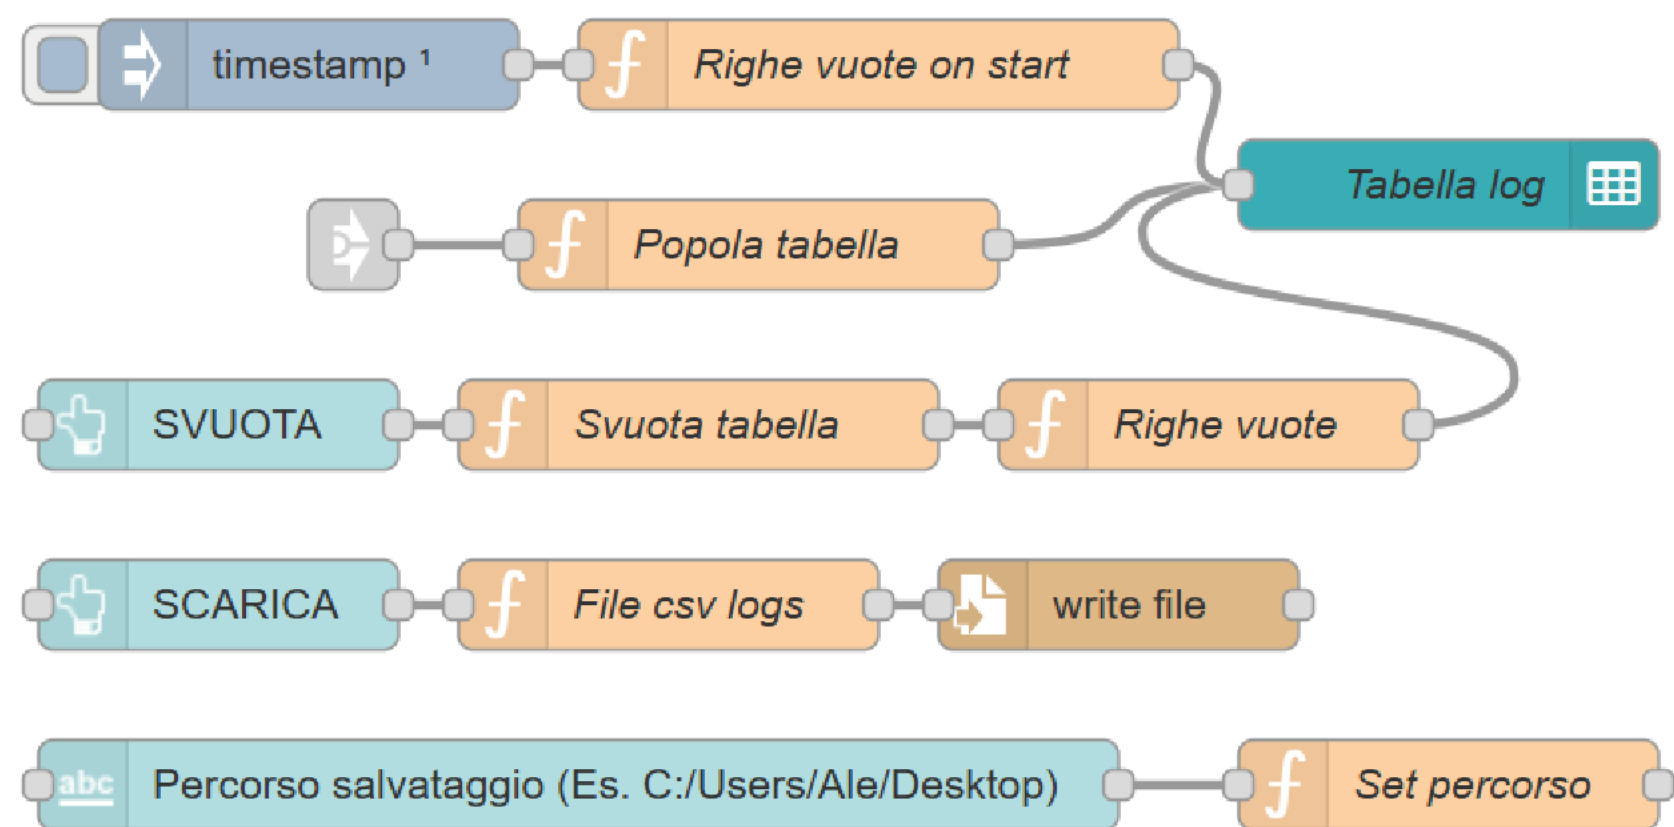 timestamp ¹
Righe vuote on start
Tabella log
Popola tabella
SVUOTA
Svuota tabella
Righe vuote
SCARICA
File csv logs
write file
abc
Percorso salvataggio (Es. C:/Users/Ale/Desktop)
Set percorso